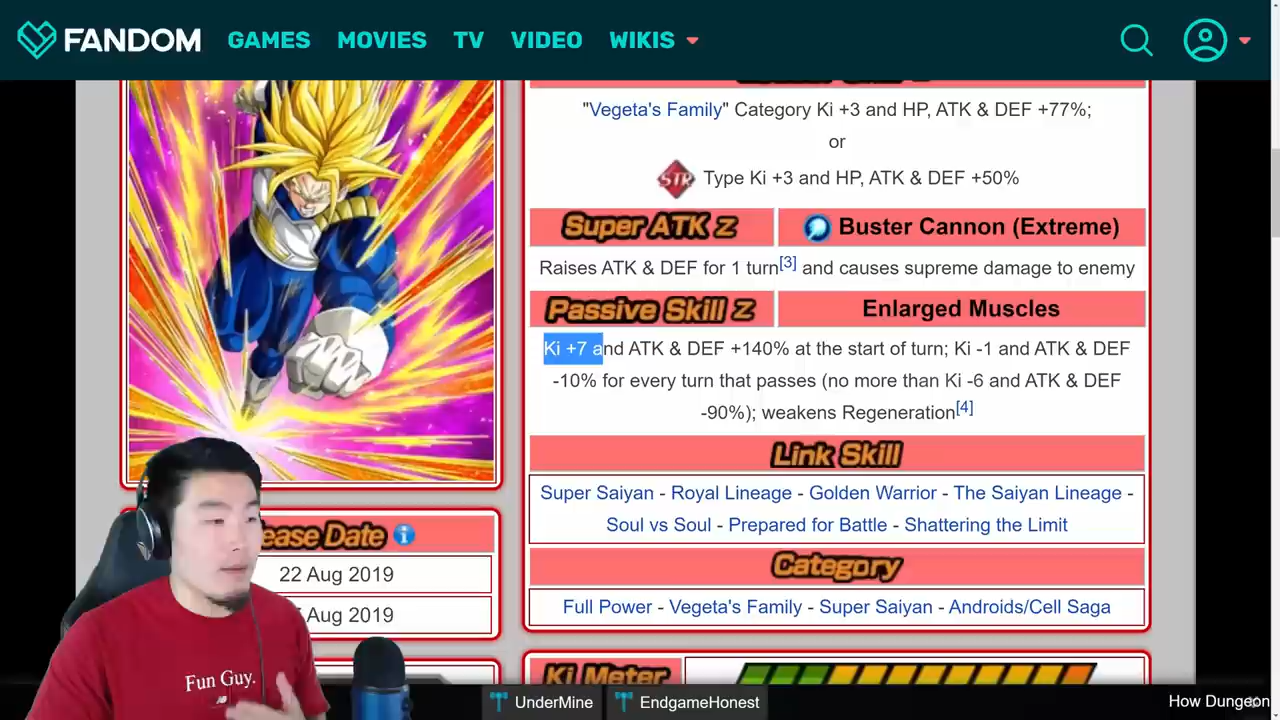 FANDOM GAMES MOVIES TV VIDEO WIKIS
"Vegeta's Family" Category Ki +3 and HP, ATK & DEF +77%;
or
STR Type Ki +3 and HP, ATK & DEF +50%
Super ATK Z Buster Cannon (Extreme)
Raises ATK & DEF for 1 turn[3] and causes supreme damage to enemy
Passive Skill Z Enlarged Muscles
Ki +7 and ATK & DEF +140% at the start of turn; Ki -1 and ATK & DEF
-10% for every turn that passes (no more than Ki -6 and ATK & DEF
-90%); weakens Regeneration[4]
Link Skill
Super Saiyan - Royal Lineage - Golden Warrior - The Saiyan Lineage -
Soul vs Soul - Prepared for Battle - Shattering the Limit
Category
Full Power - Vegeta's Family - Super Saiyan - Androids/Cell Saga
Ki Meter
ease Date
22 Aug 2019
Aug 2019
Fun Guy.
UnderMine EndgameHonest How Dungeon